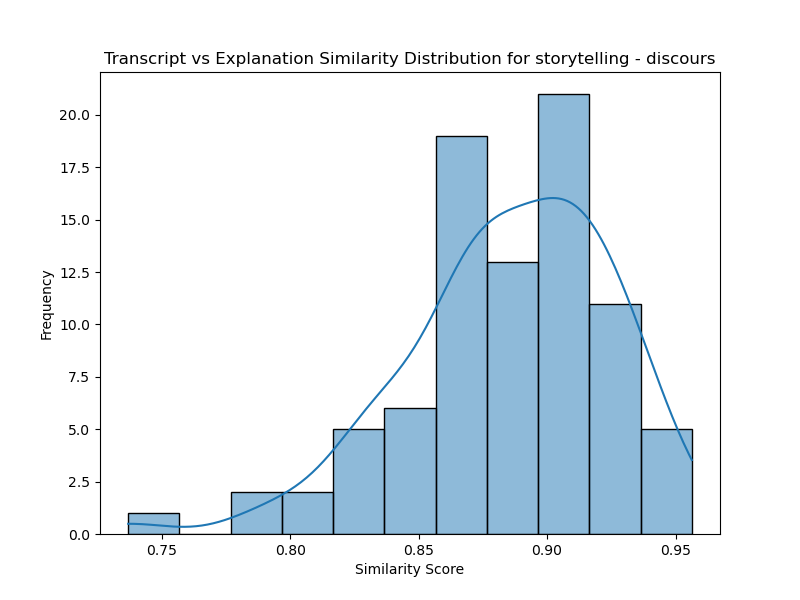 Transcript vs Explanation Similarity Distribution for storytelling - discours
20.0
17.5
15.0
12.5
10.0
7.5
5.0
2.5
0.0
Frequency
0.75 0.80 0.85 0.90 0.95
Similarity Score